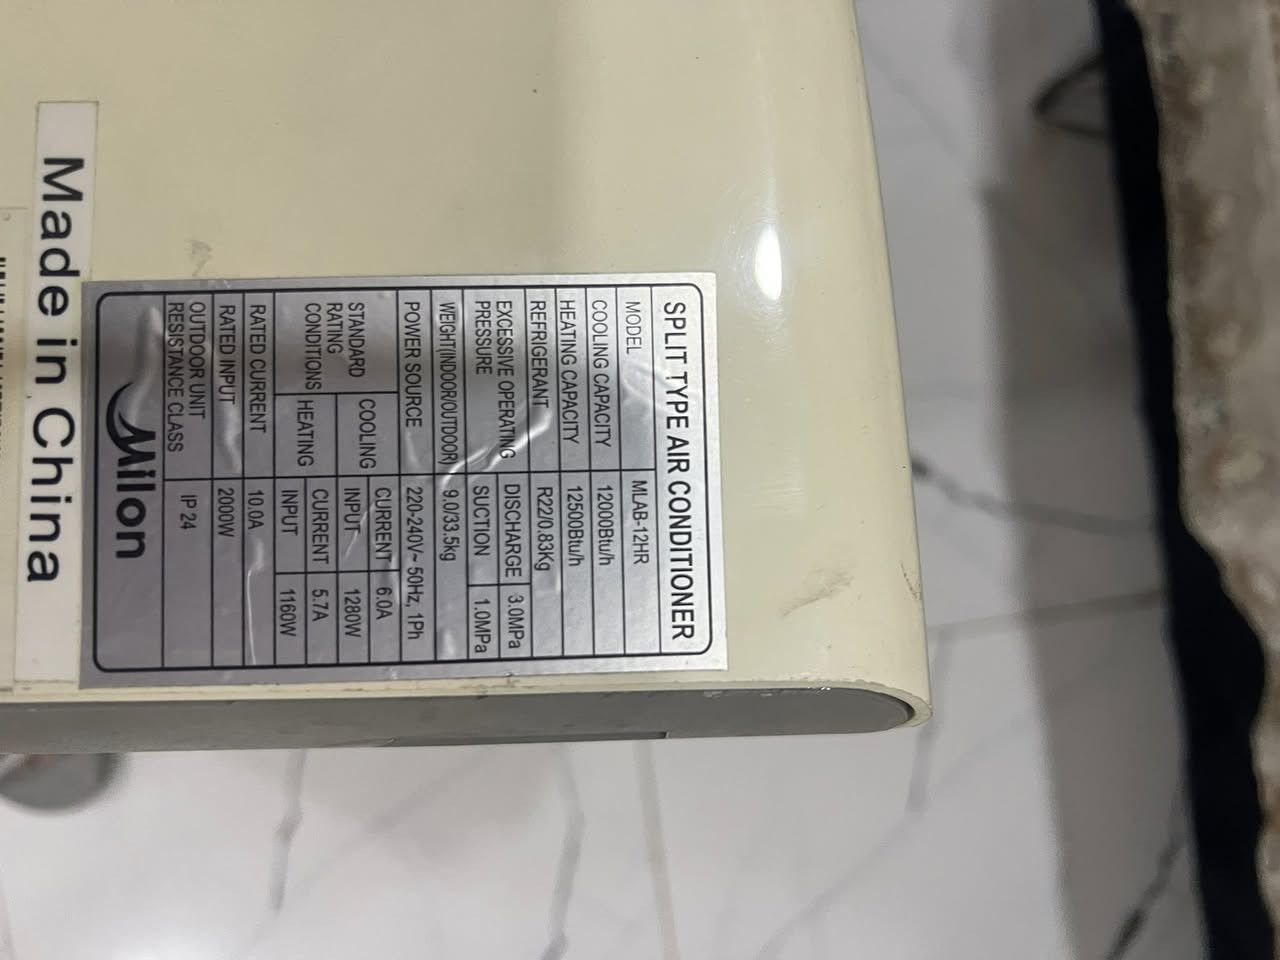 SPLIT TYPE AIR CONDITIONER
MODEL MLAB-12HR
COOLING CAPACITY 12000Btu/h
HEATING CAPACITY 12500Btu/h
REFRIGERANT R22/0.83Kg
EXCESSIVE OPERATING PRESSURE DISCHARGE 3.0MPa
SUCTION 1.0MPa
WEIGHT(INDOOR/OUTDOOR) 9.0/33.5kg
POWER SOURCE 220-240V~ 50Hz, 1Ph
STANDARD RATING CONDITIONS COOLING CURRENT 6.0A
INPUT 1280W
HEATING CURRENT 5.7A
INPUT 1160W
RATED CURRENT 10.0A
RATED INPUT 2000W
OUTDOOR UNIT RESISTANCE CLASS IP 24
Milon
Made in China